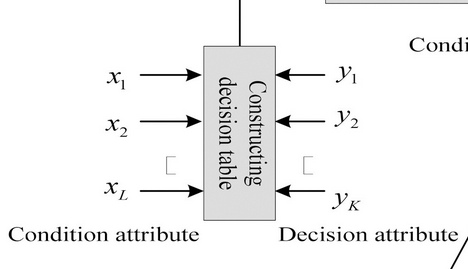 Condi
x1
y1
x2
y2
Constructing
decision table
xL
yK
Condition attribute
Decision attribute